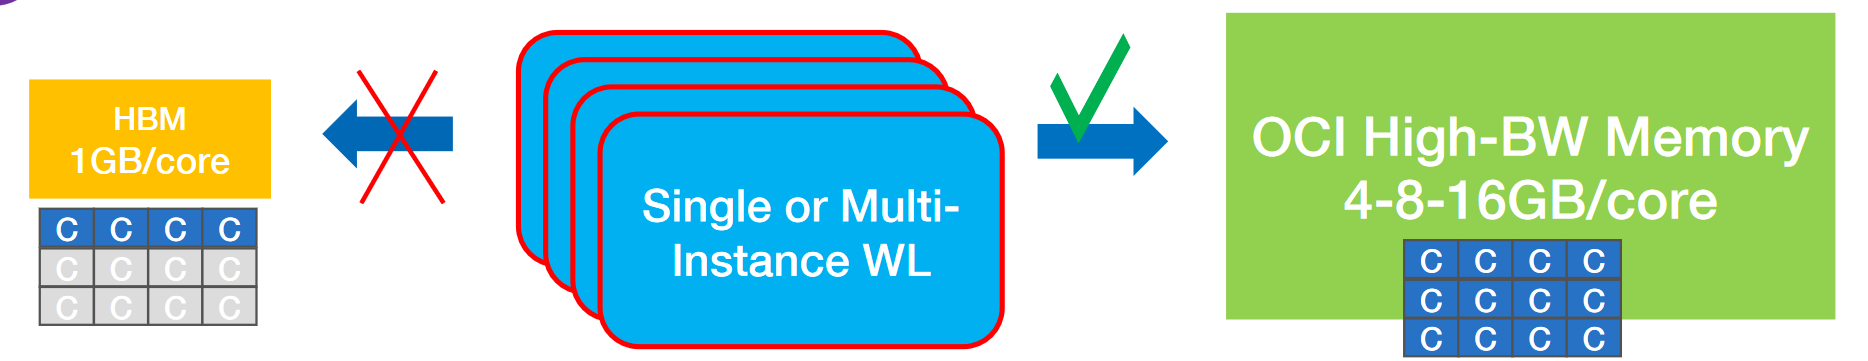 HBM
1GB/core
C C C C
C C C C
C C C C
Single or Multi-
Instance WL
OCI High-BW Memory
4-8-16GB/core
C C C C
C C C C
C C C C